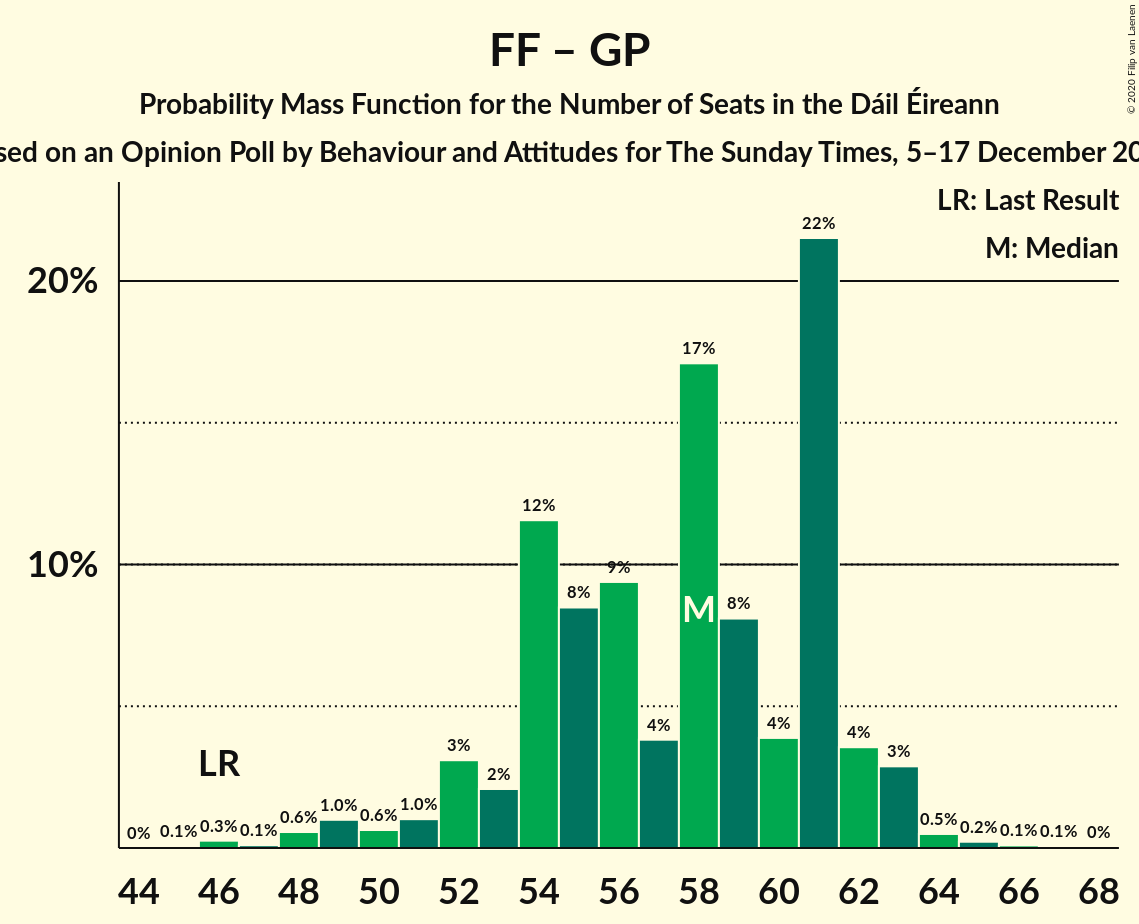 FF – GP
Probability Mass Function for the Number of Seats in the Dáil Éireann
sed on an Opinion Poll by Behaviour and Attitudes for The Sunday Times, 5–17 December 20
© 2020 Filip van Laenen
LR: Last Result
M: Median
20%
10%
0% 0.1% 0.3% 0.1% 0.6% 1.0% 0.6% 1.0% 3% 2% 12% 8% 9% 4% 17% 8% 4% 22% 4% 3% 0.5% 0.2% 0.1% 0.1% 0%
LR
M
44 46 48 50 52 54 56 58 60 62 64 66 68